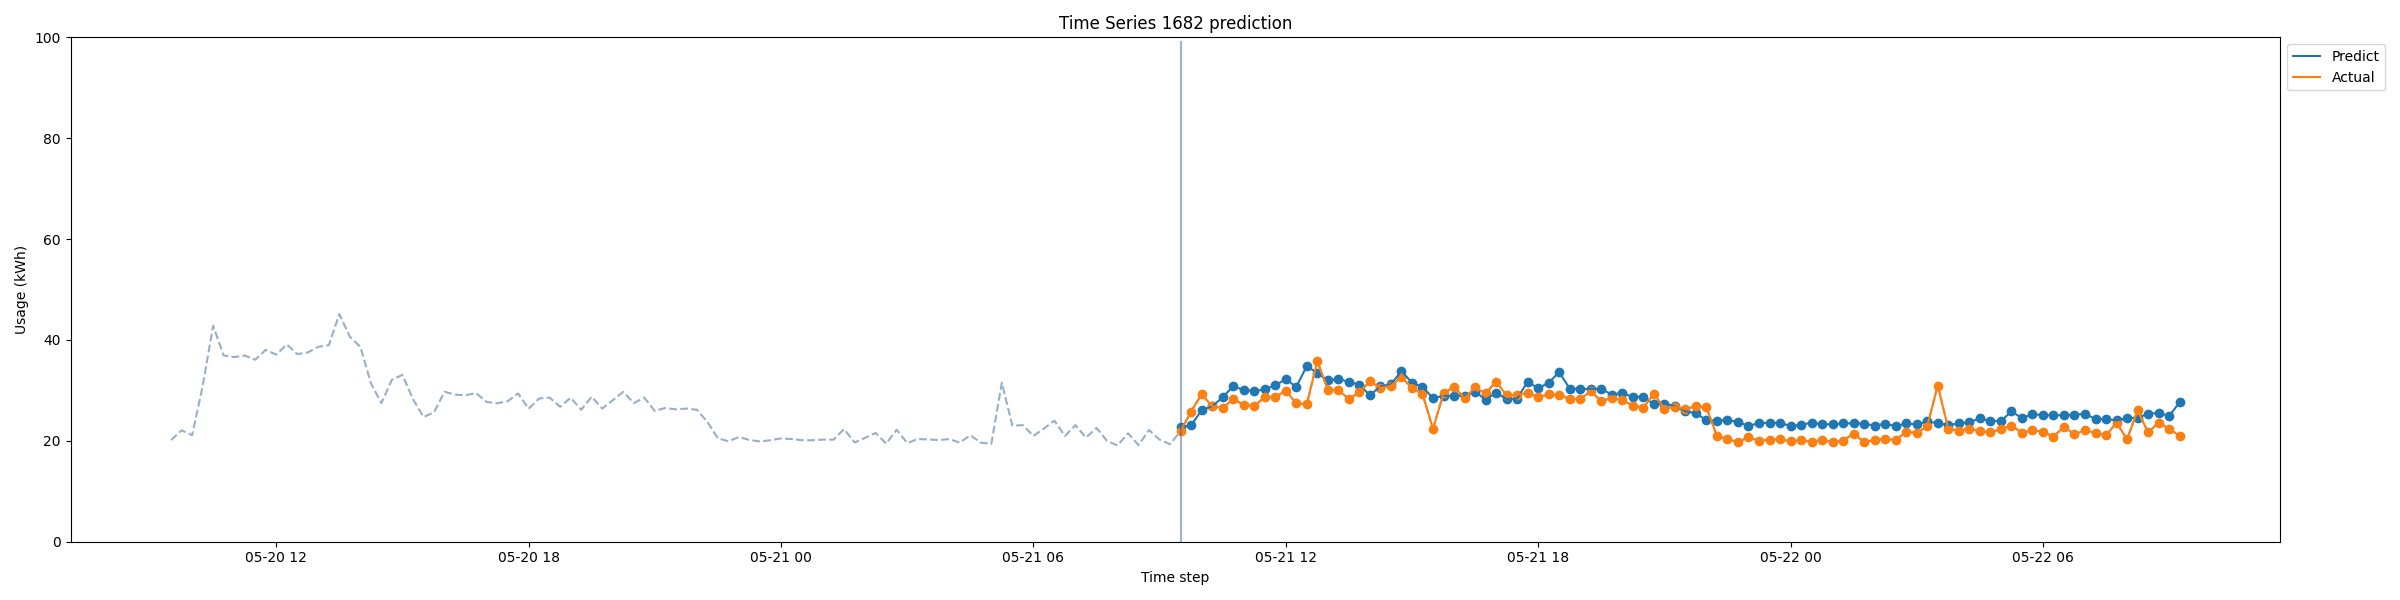 Time Series 1682 prediction
100
80
60
40
20
0
Usage (kWh)
05-20 12
05-20 18
05-21 00
05-21 06
05-21 12
05-21 18
05-22 00
05-22 06
Time step
Predict
Actual